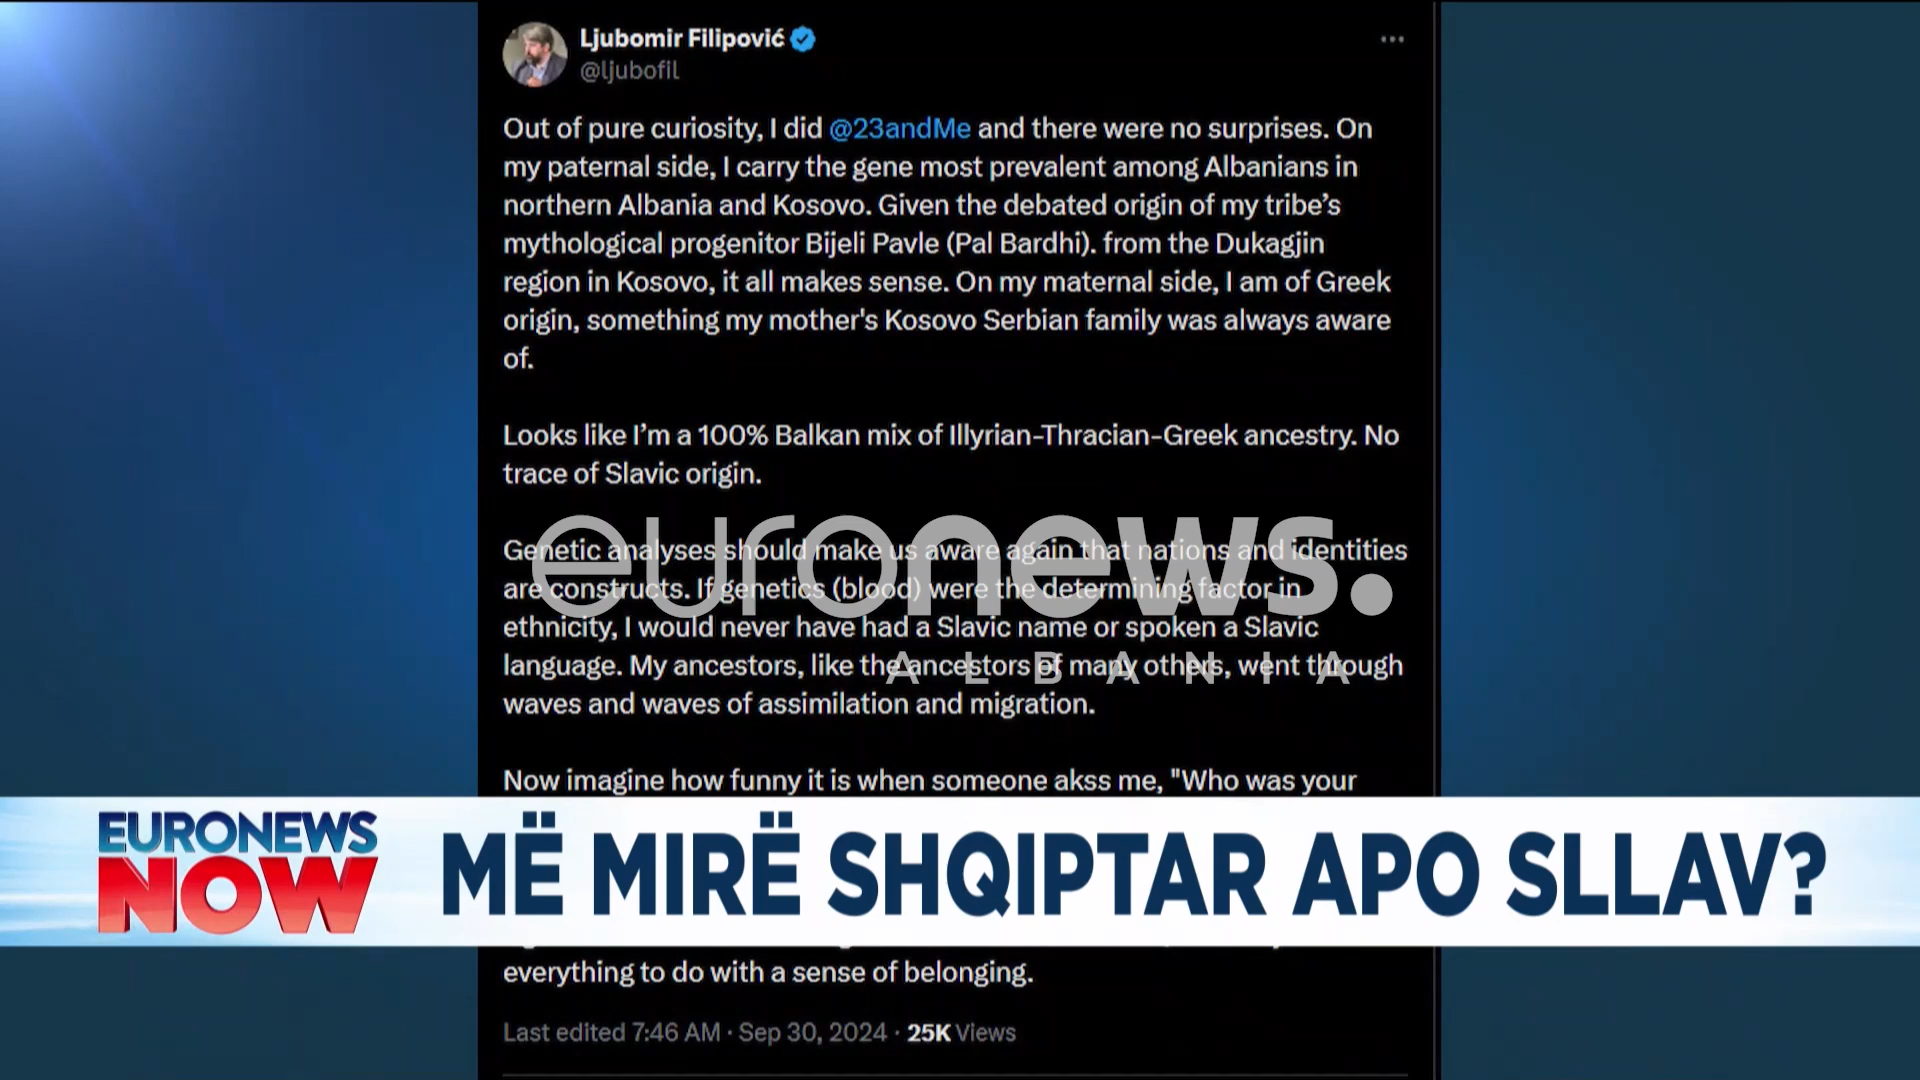 Ljubomir Filipović
@ljubofil
Out of pure curiosity, I did @23andMe and there were no surprises. On
my paternal side, I carry the gene most prevalent among Albanians in
northern Albania and Kosovo. Given the debated origin of my tribe’s
mythological progenitor Bijeli Pavle (Pal Bardhi). from the Dukagjin
region in Kosovo, it all makes sense. On my maternal side, I am of Greek
origin, something my mother's Kosovo Serbian family was always aware
of.
Looks like I’m a 100% Balkan mix of Illyrian-Thracian-Greek ancestry. No
trace of Slavic origin.
Genetic analyses should make us aware again that nations and identities
are constructs. If genetics (blood) were the determining factor in
ethnicity, I would never have had a Slavic name or spoken a Slavic
language. My ancestors, like the ancestors of many others, went through
waves and waves of assimilation and migration.
euronews.
ALBANIA
Now imagine how funny it is when someone akss me, "Who was your
EURONEWS
NOW
MË MIRË SHQIPTAR APO SLLAV?
everything to do with a sense of belonging.
Last edited 7:46 AM · Sep 30, 2024 · 25K Views